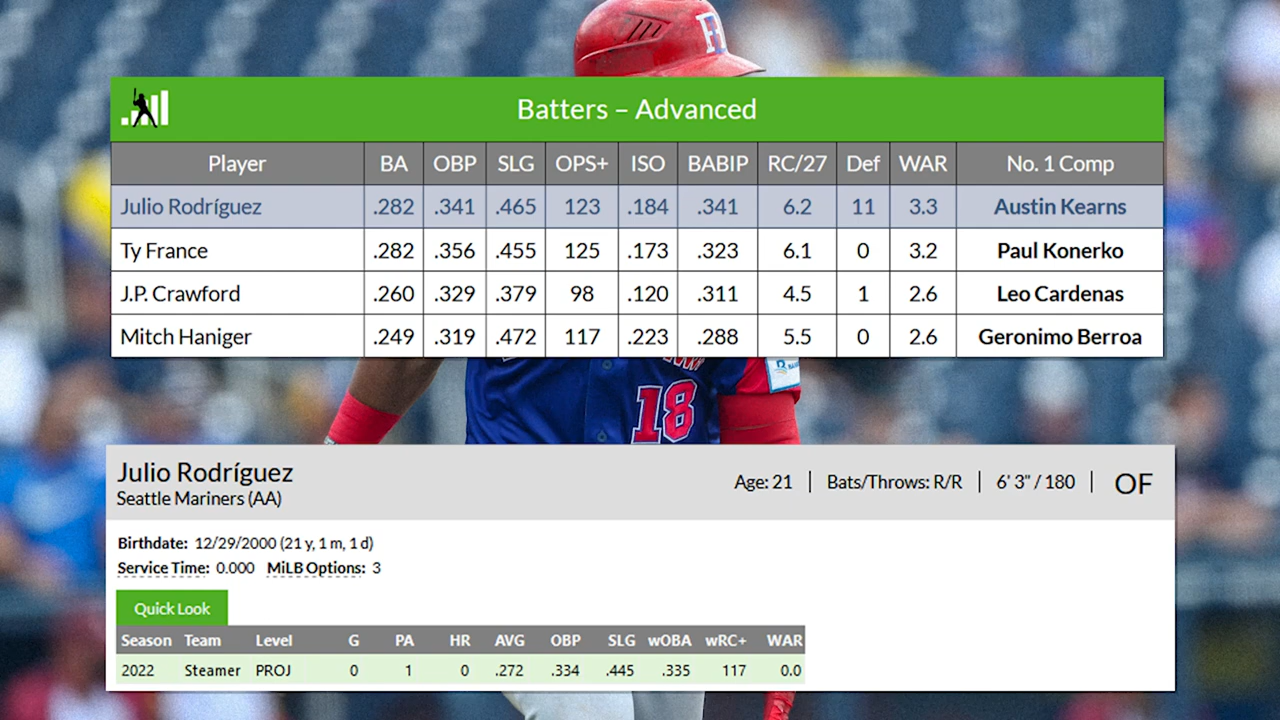 Batters – Advanced
Player BA OBP SLG OPS+ ISO BABIP RC/27 Def WAR No. 1 Comp
Julio Rodríguez .282 .341 .465 123 .184 .341 6.2 11 3.3 Austin Kearns
Ty France .282 .356 .455 125 .173 .323 6.1 0 3.2 Paul Konerko
J.P. Crawford .260 .329 .379 98 .120 .311 4.5 1 2.6 Leo Cardenas
Mitch Haniger .249 .319 .472 117 .223 .288 5.5 0 2.6 Geronimo Berroa
18
Julio Rodríguez
Seattle Mariners (AA)
Age: 21 | Bats/Throws: R/R | 6' 3" / 180 | OF
Birthdate: 12/29/2000 (21 y, 1 m, 1 d)
Service Time: 0.000 MiLB Options: 3
Quick Look
Season Team Level G PA HR AVG OBP SLG wOBA wRC+ WAR
2022 Steamer PROJ 0 1 0 .272 .334 .445 .335 117 0.0